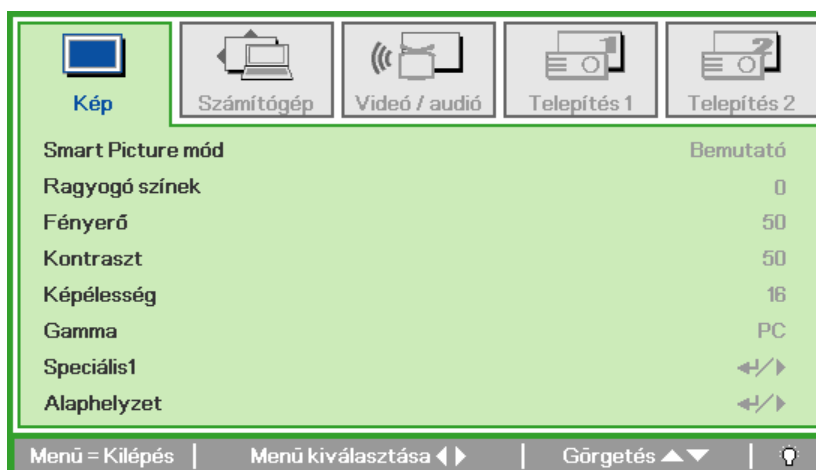 Kép
Számítógép
Videó / audió
Telepítés 1
Telepítés 2
Smart Picture mód Bemutató
Ragyogó színek 0
Fényerő 50
Kontraszt 50
Képélesség 16
Gamma PC
Speciális1
Alaphelyzet
Menü = Kilépés Menü kiválasztása Görgetés